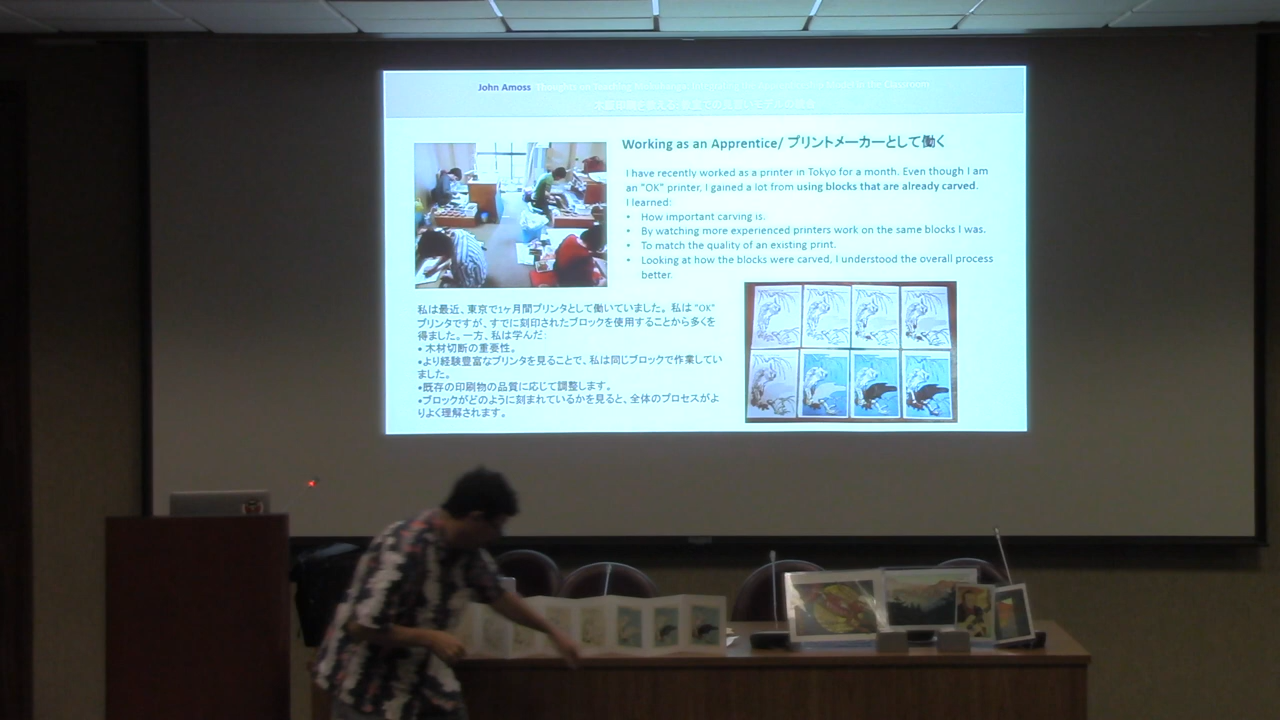 John Amoss Thoughts on Teaching
Classroom
Working as an Apprentice/ プリントメーカーとして働く
I have recently worked as a printer in Tokyo for a month. Even though I am
an "OK" printer, I gained a lot from using blocks that are already carved.
I learned:
• How important carving is.
• By watching more experienced printers work on the same blocks I was.
• To match the quality of an existing print.
• Looking at how the blocks were carved, I understood the overall process
better.
私は最近、東京で1ヶ月間プリンタとして働いていました。私は "OK"
プリンタですが、すでに刻印されたブロックを使用することから多くを
得ました。一方、私は学んだ:
• 木材切断の重要性。
•より経験豊富なプリンタを見ることで、私は同じブロックで作業してい
ました。
•既存の印刷物の品質に応じて調整します。
•ブロックがどのように刻まれているかを見ると、全体のプロセスがよ
りよく理解されます。